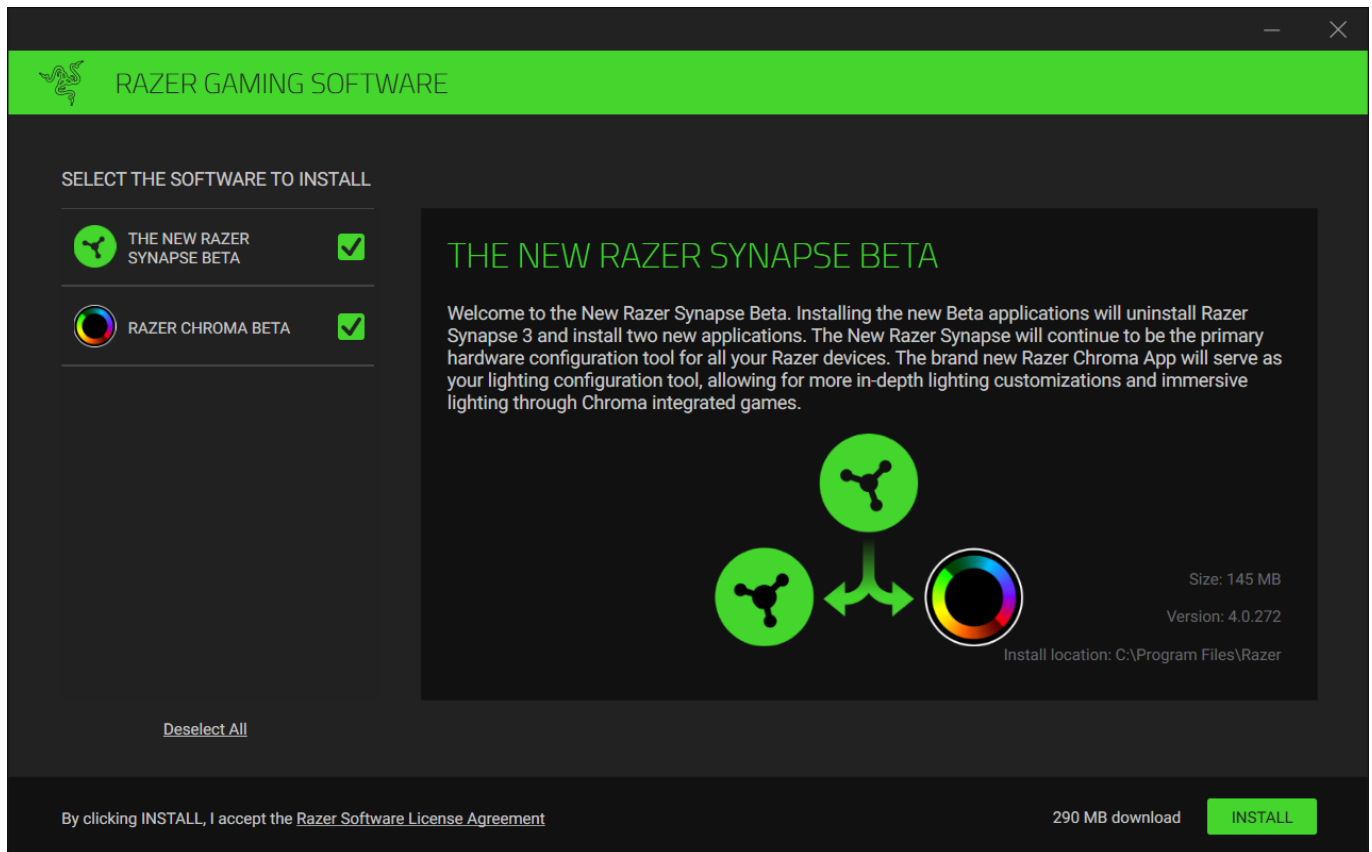 RAZER GAMING SOFTWARE
SELECT THE SOFTWARE TO INSTALL
THE NEW RAZER
SYNAPSE BETA
RAZER CHROMA BETA
Deselect All
THE NEW RAZER SYNAPSE BETA
Welcome to the New Razer Synapse Beta. Installing the new Beta applications will uninstall Razer
Synapse 3 and install two new applications. The New Razer Synapse will continue to be the primary
hardware configuration tool for all your Razer devices. The brand new Razer Chroma App will serve as
your lighting configuration tool, allowing for more in-depth lighting customizations and immersive
lighting through Chroma integrated games.
Size: 145 MB
Version: 4.0.272
Install location: C:\Program Files\Razer
By clicking INSTALL, I accept the Razer Software License Agreement
290 MB download
INSTALL